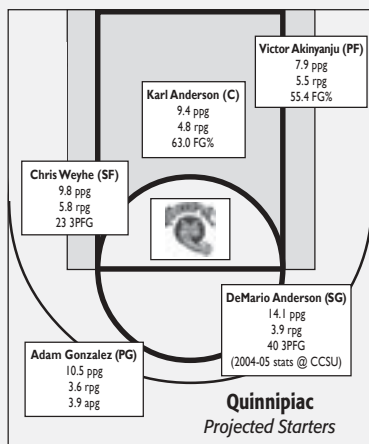 Victor Akinyanju (PF)
7.9 ppg
5.5 rpg
55.4 FG%
Karl Anderson (C)
9.4 ppg
4.8 rpg
63.0 FG%
Chris Weyhe (SF)
9.8 ppg
5.8 rpg
23 3PFG
DeMario Anderson (SG)
14.1 ppg
3.9 rpg
40 3PFG
(2004-05 stats @ CCSU)
Adam Gonzalez (PG)
10.5 ppg
3.6 rpg
3.9 apg
Quinnipiac
Projected Starters